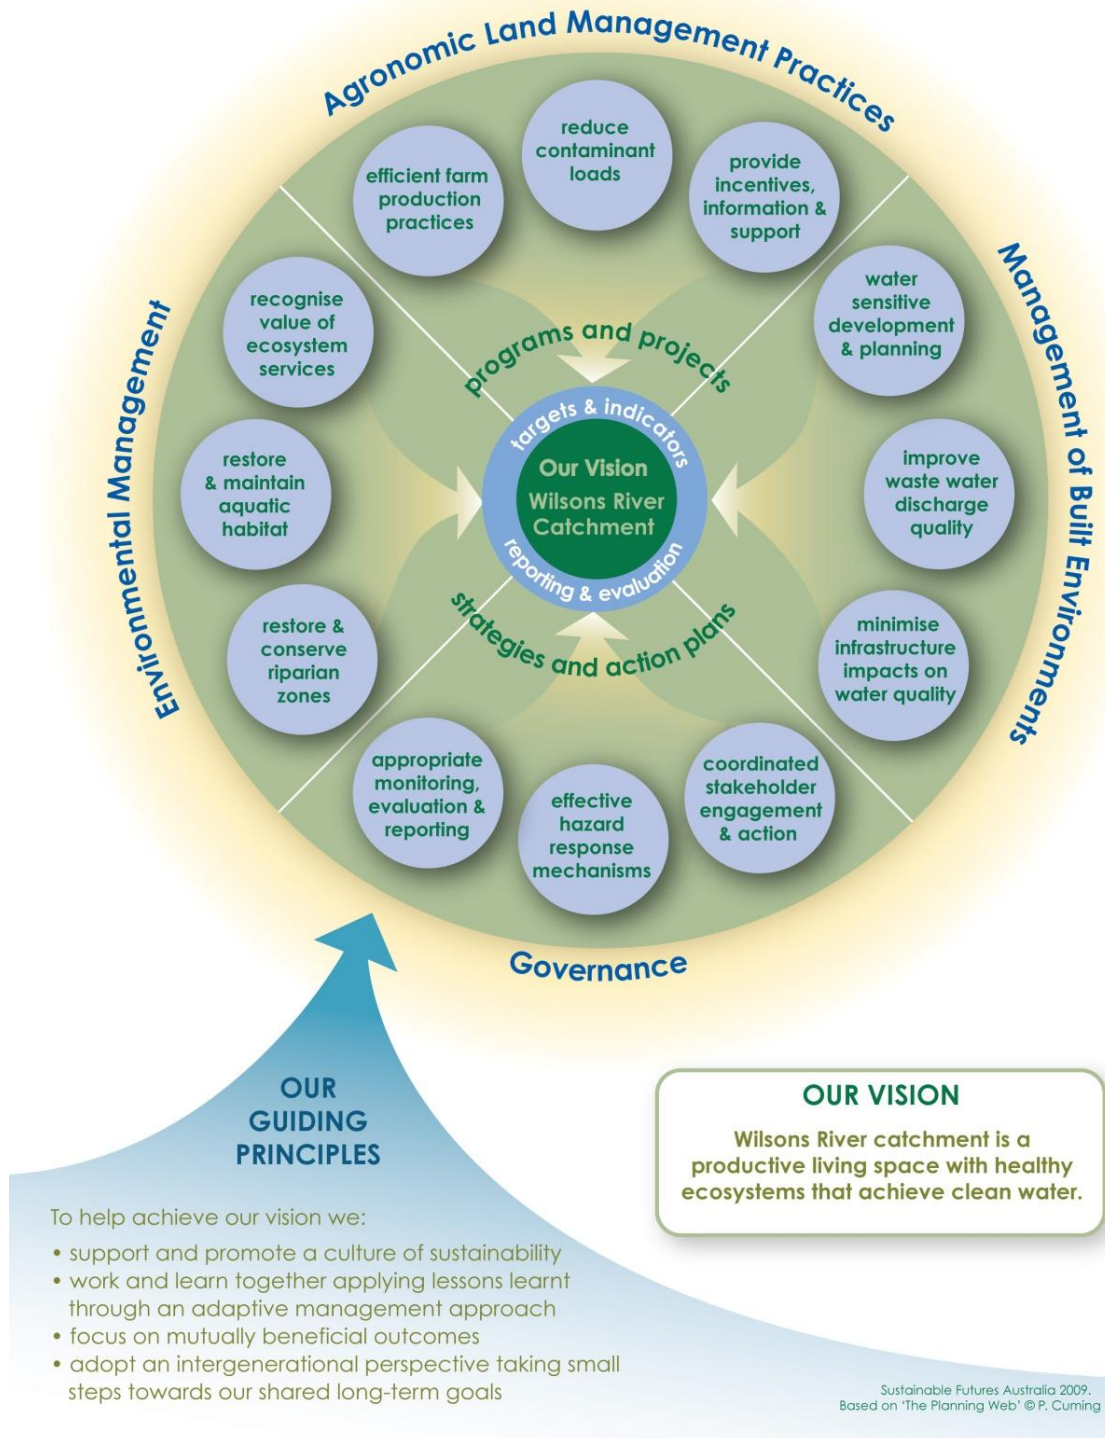 Agronomic Land Management Practices
Environmental Management
Management of Built Environments
Governance
efficient farm
production
practices
reduce
contaminant
loads
provide
incentives,
information &
support
water
sensitive
development
& planning
improve
waste water
discharge
quality
minimise
infrastructure
impacts on
water quality
coordinated
stakeholder
engagement
& action
effective
hazard
response
mechanisms
appropriate
monitoring,
evaluation &
reporting
restore &
conserve
riparian
zones
restore
& maintain
aquatic
habitat
recognise
value of
ecosystem
services
programs and projects
targets & indicators
Our Vision
Wilsons River
Catchment
reporting & evaluation
strategies and action plans
OUR
GUIDING
PRINCIPLES
To help achieve our vision we:
• support and promote a culture of sustainability
• work and learn together applying lessons learnt
through an adaptive management approach
• focus on mutually beneficial outcomes
• adopt an intergenerational perspective taking small
steps towards our shared long-term goals
OUR VISION
Wilsons River catchment is a
productive living space with healthy
ecosystems that achieve clean water.
Sustainable Futures Australia 2009.
Based on 'The Planning Web' © P. Cuming